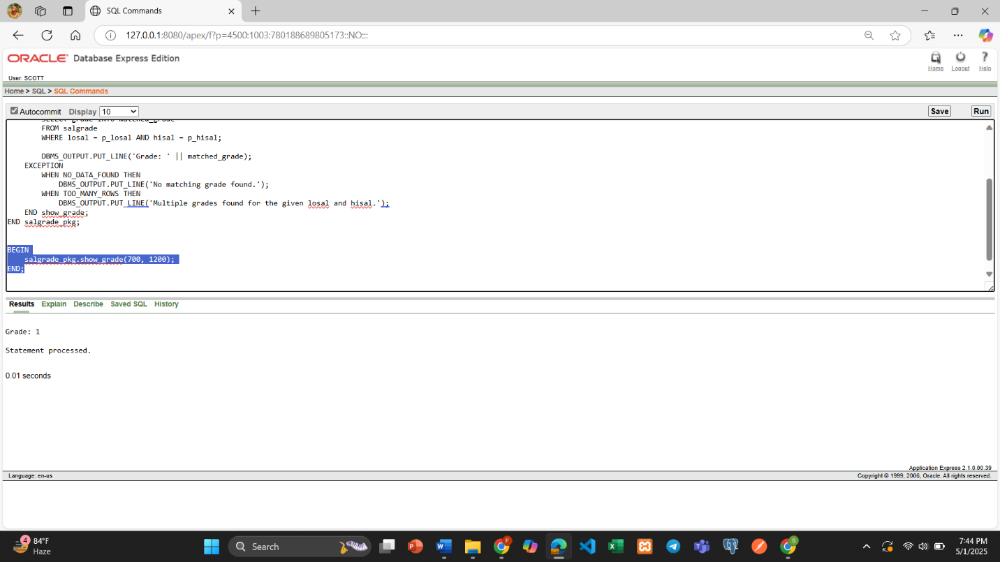 SQL Commands
127.0.0.1:8080/apex/f?p=4500:1003:780188689805173::NO:::
ORACLE Database Express Edition
Home Logout Help
User: SCOTT
Home > SQL > SQL Commands
Autocommit Display 10 Save Run
SELECT grade INTO matched_grade
FROM salgrade
WHERE losal = p_losal AND hisal = p_hisal;
DBMS_OUTPUT.PUT_LINE('Grade: ' || matched_grade);
EXCEPTION
WHEN NO_DATA_FOUND THEN
DBMS_OUTPUT.PUT_LINE('No matching grade found.');
WHEN TOO_MANY_ROWS THEN
DBMS_OUTPUT.PUT_LINE('Multiple grades found for the given losal and hisal.');
END show_grade;
END salgrade_pkg;
BEGIN
salgrade_pkg.show_grade(700, 1200);
END;
Results Explain Describe Saved SQL History
Grade: 1
Statement processed.
0.01 seconds
Application Express 2.1.0.00.39
Language: en-us Copyright © 1999, 2006, Oracle. All rights reserved.
4 84°F
Haze
Search
F
S
7:44 PM
5/1/2025